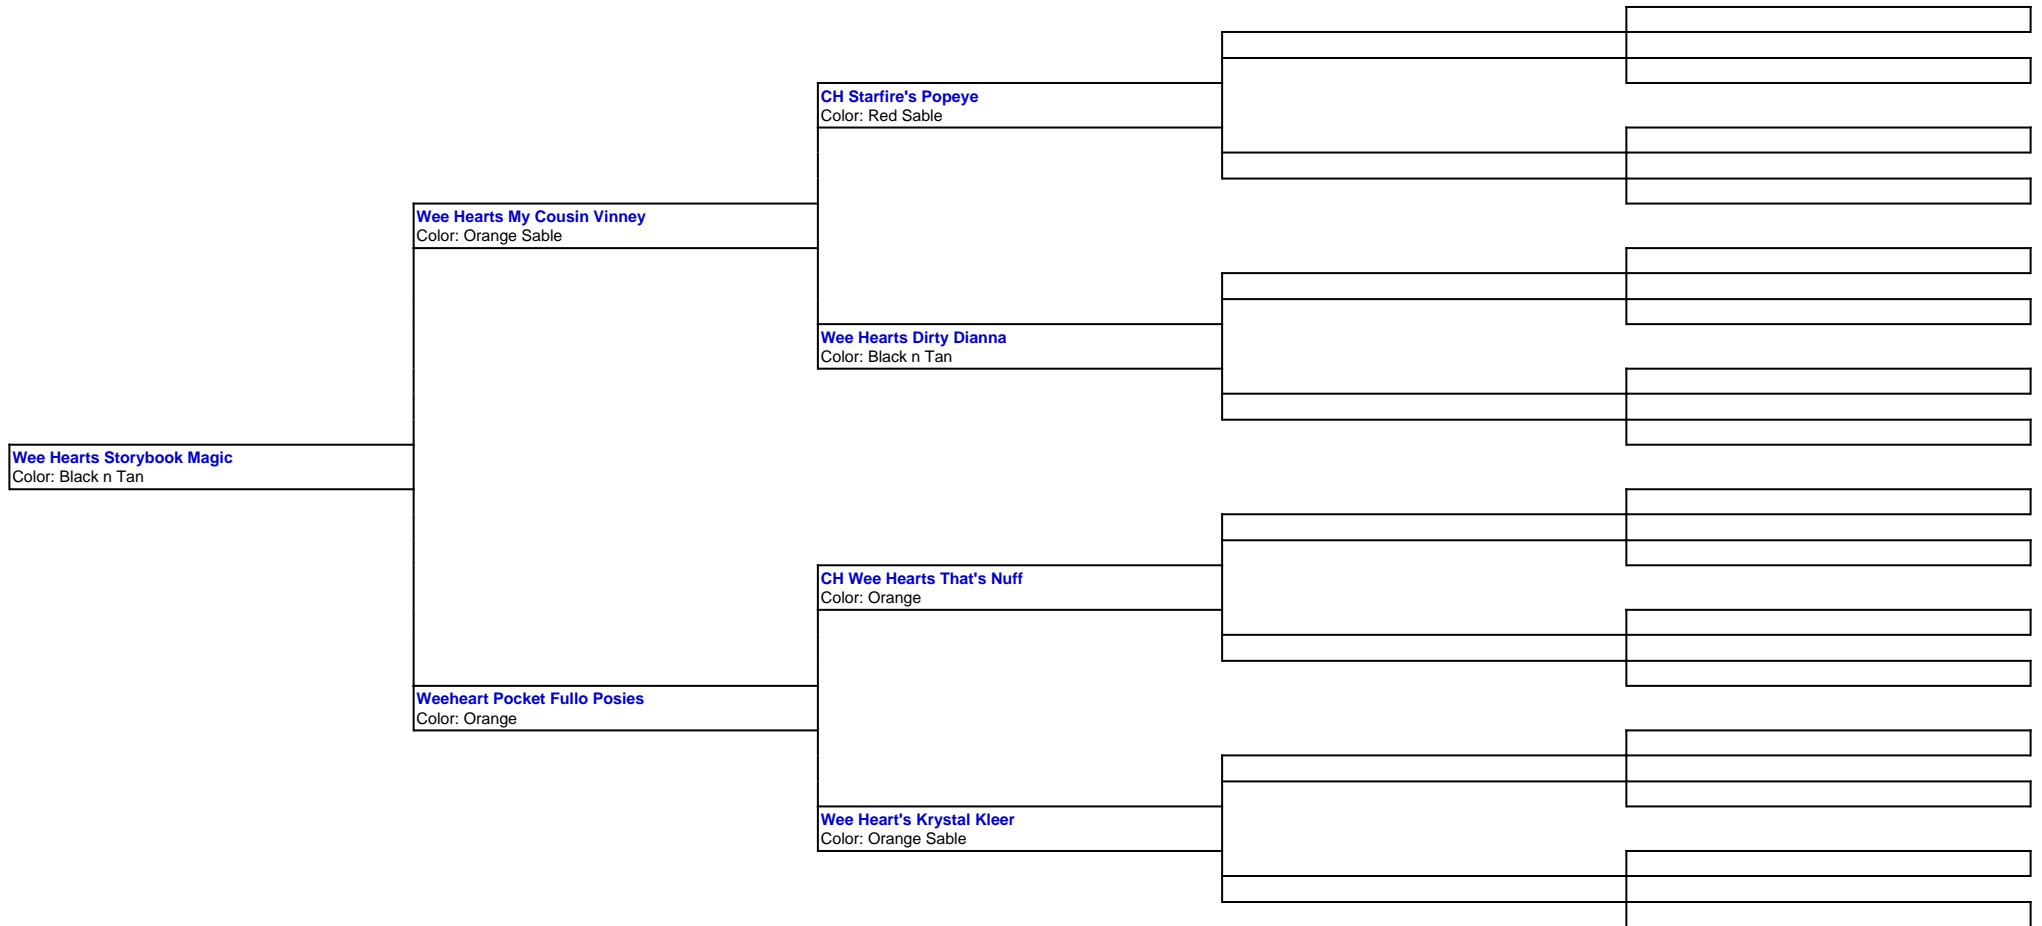 CH Starfire's Popeye
Color: Red Sable
Wee Hearts My Cousin Vinney
Color: Orange Sable
Wee Hearts Dirty Dianna
Color: Black n Tan
Wee Hearts Storybook Magic
Color: Black n Tan
CH Wee Hearts That's Nuff
Color: Orange
Weeheart Pocket Fullo Posies
Color: Orange
Wee Heart's Krystal Kleer
Color: Orange Sable